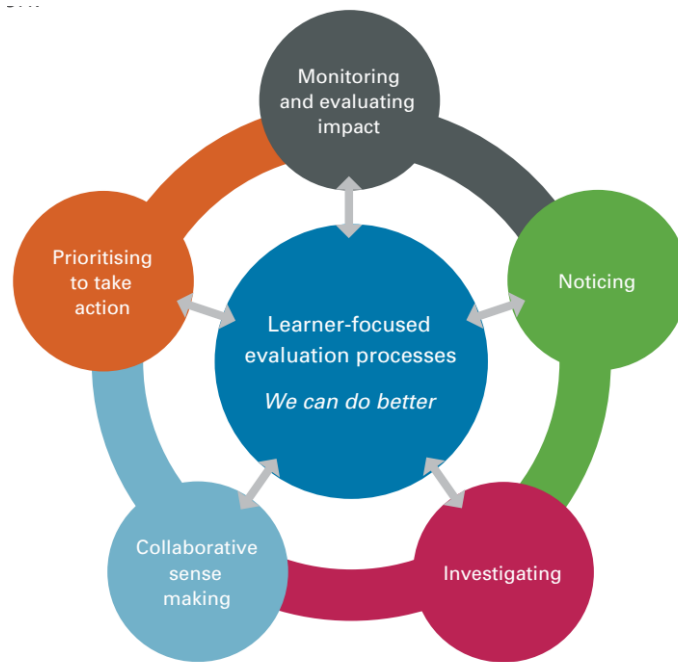 Monitoring
and evaluating
impact
Noticing
Investigating
Collaborative
sense
making
Prioritising
to take
action
Learner-focused
evaluation processes
We can do better